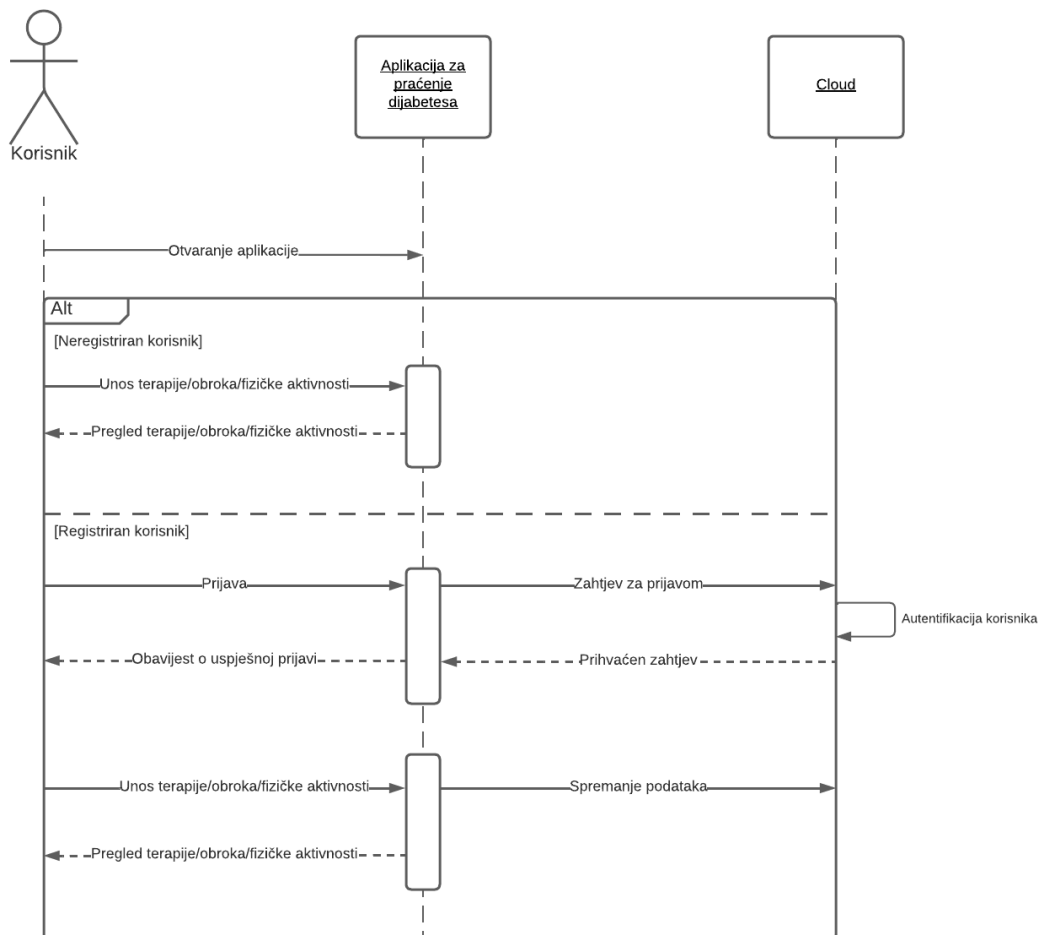 Korisnik
Aplikacija za
praćenje
dijabetesa
Cloud
Otvaranje aplikacije
Alt
[Neregistriran korisnik]
Unos terapije/obroka/fizičke aktivnosti
Pregled terapije/obroka/fizičke aktivnosti
[Registriran korisnik]
Prijava
Zahtjev za prijavom
Autentifikacija korisnika
Obavijest o uspješnoj prijavi
Prihvaćen zahtjev
Unos terapije/obroka/fizičke aktivnosti
Spremanje podataka
Pregled terapije/obroka/fizičke aktivnosti